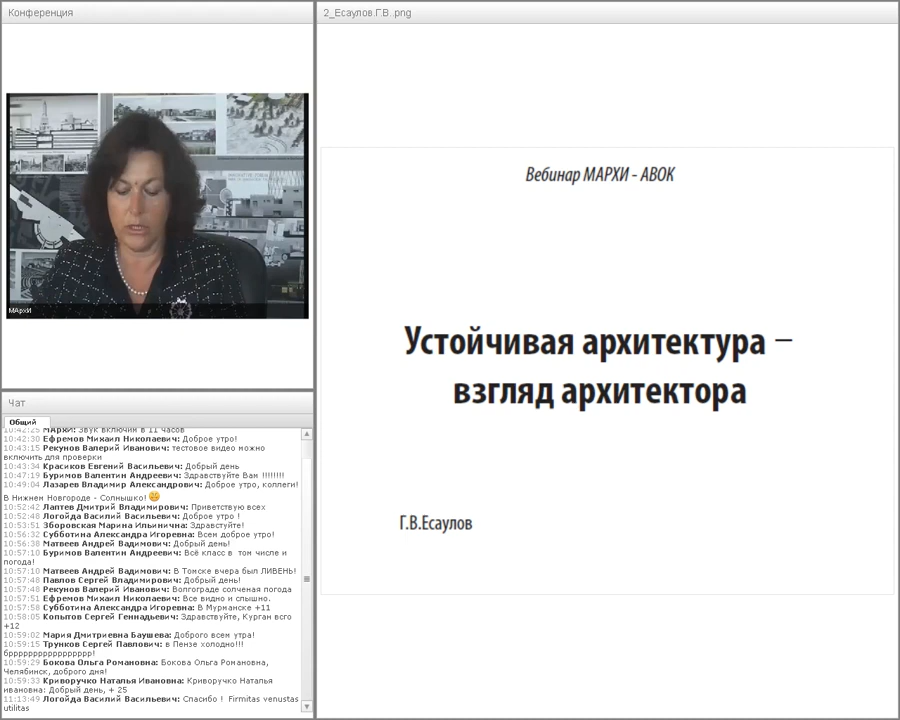 Конференция
2_Есаулов.Г.В..png
МАрхИ
Вебинар МАРХИ - АВОК
Устойчивая архитектура –
взгляд архитектора
Г.В.Есаулов
Чат
Общий
10:42:25 МАрхИ: Звук включим в 11 часов
10:42:30 Ефремов Михаил Николаевич: Доброе утро!
10:43:15 Рекунов Валерий Иванович: тестовое видео можно
включить для проверки
10:43:34 Красиков Евгений Васильевич: Добрый день
10:47:19 Буримов Валентин Андреевич: Здравствуйте Вам !!!!!!!!
10:49:04 Лазарев Владимир Александрович: Доброе утро, коллеги!
В Нижнем Новгороде - Солнышко!
10:52:42 Лаптев Дмитрий Владимирович: Приветствую всех
10:52:48 Логойда Василий Васильевич: Доброе утро !
10:53:51 Зборовская Марина Ильинична: Здравстуйте!
10:56:32 Субботина Александра Игоревна: Всем доброе утро!
10:56:38 Матвеев Андрей Вадимович: Добрый день!
10:57:10 Буримов Валентин Андреевич: Всё класс в том числе и
погода!
10:57:10 Матвеев Андрей Вадимович: В Томске вчера был ЛИВЕНЬ!
10:57:48 Павлов Сергей Владимирович: Добрый день!
10:57:48 Рекунов Валерий Иванович: Волгограде солченая погода
10:57:51 Ефремов Михаил Николаевич: Все видно и слышно.
10:57:58 Субботина Александра Игоревна: В Мурманске +11
10:58:05 Копытов Сергей Геннадьевич: Здравствуйте, Курган всго
+12
10:59:02 Мария Дмитриевна Баушева: Доброго всем утра!
10:59:15 Трунков Сергей Павлович: в Пензе холодно!!!
бррррррррррррррррр!
10:59:29 Бокова Ольга Романовна: Бокова Ольга Романовна,
Челябинск, доброго дня!
10:59:33 Криворучко Наталья Ивановна: Криворучко Наталья
ивановна: Добрый день, + 25
11:13:49 Логойда Василий Васильевич: Спасибо ! Firmitas venustas
utilitas